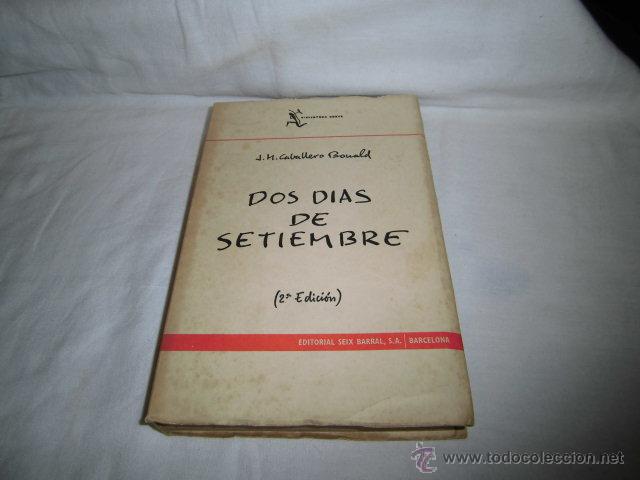 BIBLIOTECA BREVE
J. M. Caballero Bonald
DOS DIAS
DE
SETIEMBRE
(2ª Edición)
EDITORIAL SEIX BARRAL, S.A. | BARCELONA
www.todocoleccion.net